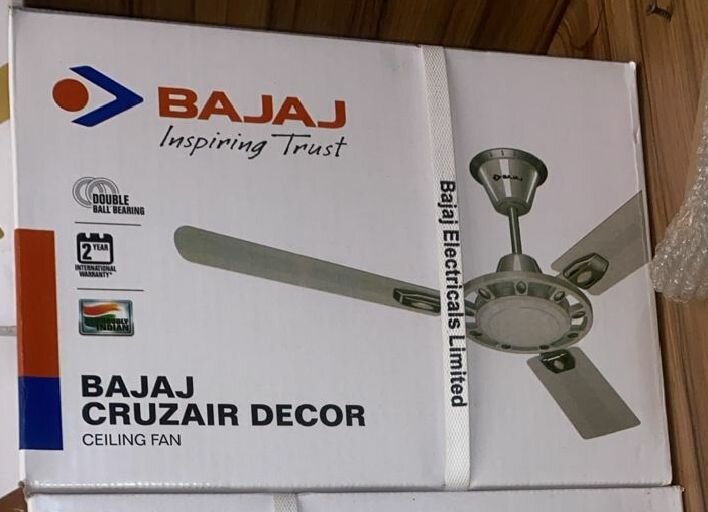 BAJAJ
Inspiring Trust
DOUBLE
BALL BEARING
2 YEAR
INTERNATIONAL
WARRANTY*
INDIAN
BAJAJ
CRUZAIR DECOR
CEILING FAN
Bajaj Electricals Limited
BAJAJ